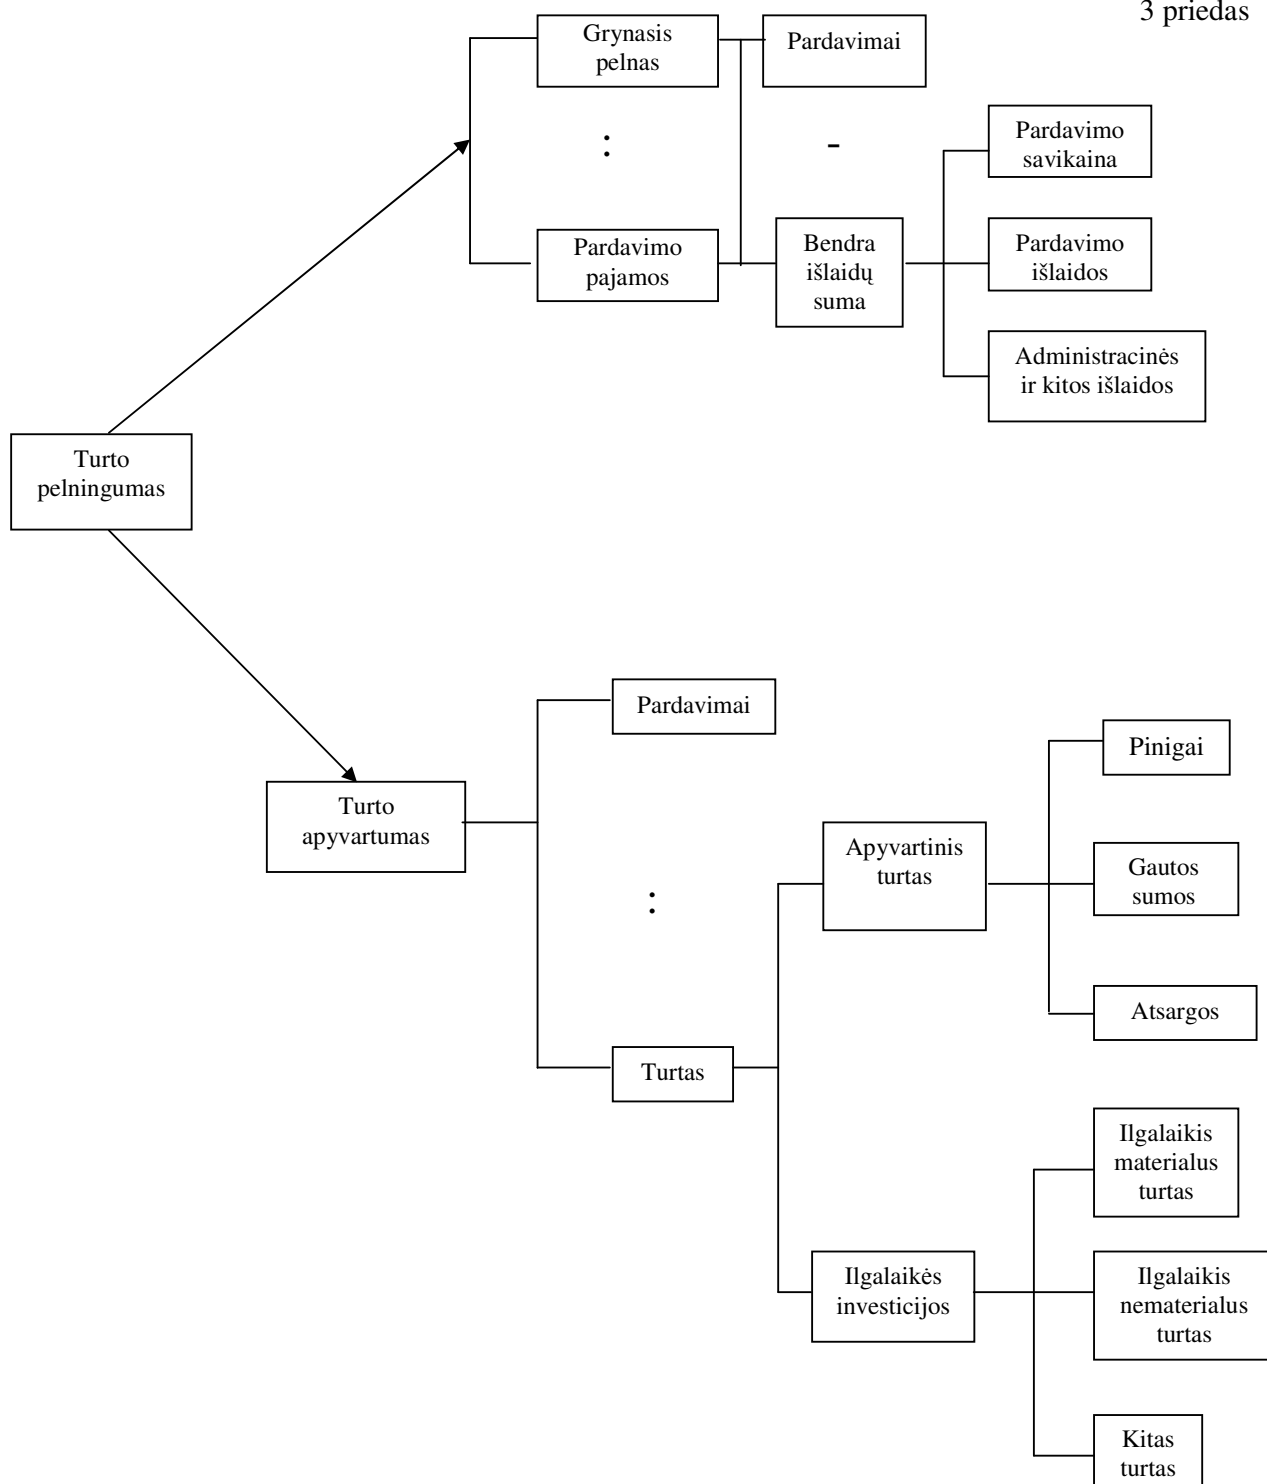 3 priedas
Grynasis
pelnas
Pardavimai
:
-
Pardavimo
savikaina
Pardavimo
pajamos
Bendra
išlaidų
suma
Pardavimo
išlaidos
Administracinės
ir kitos išlaidos
Turto
pelningumas
Pardavimai
Turto
apyvartumas
:
Turtas
Apyvartinis
turtas
Pinigai
Gautos
sumos
Atsargos
Ilgalaikės
investicijos
Ilgalaikis
materialus
turtas
Ilgalaikis
nematerialus
turtas
Kitas
turtas